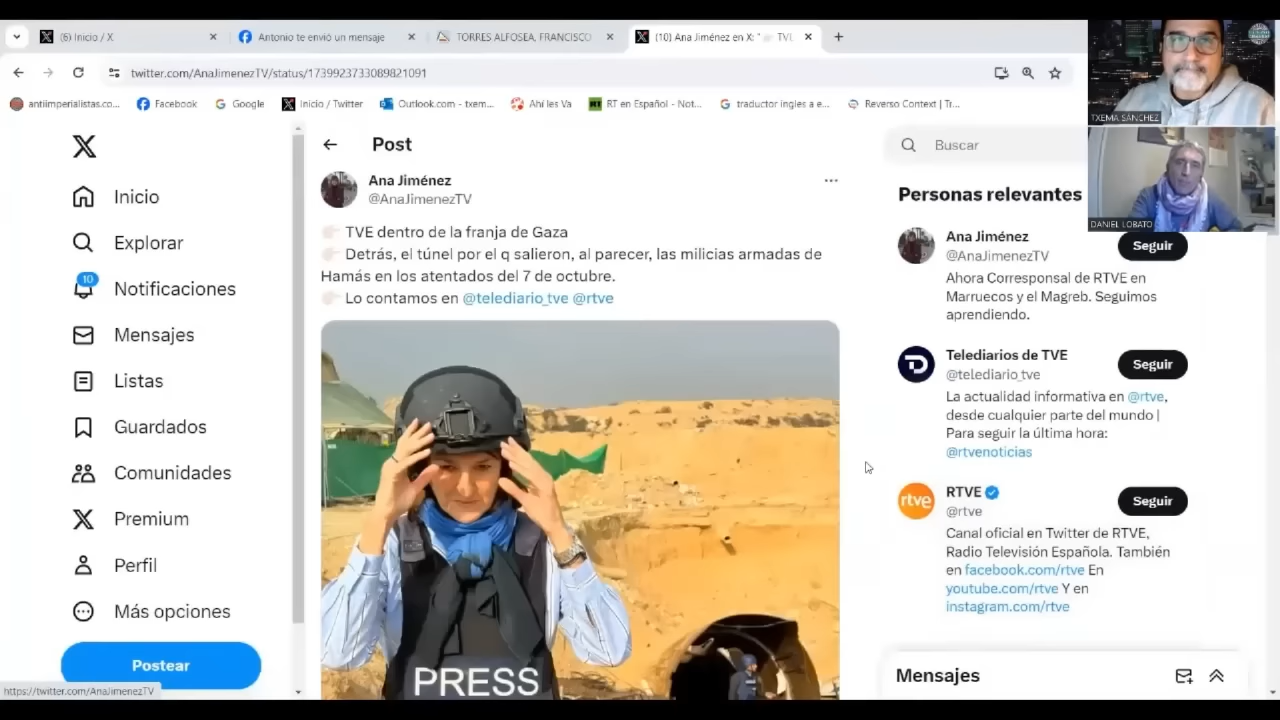 (6) Inicio / X
Antonio te envió un mensaje
TORRES ALFOSEA, FRANCISCO
(10) Ana Jiménez en X: "
TVE
twitter.com/AnaJimenezTV/status/1739923733089821091
antiimperialistas.co...
Facebook
Google
Inicio / Twitter
Outlook.com - txem...
Ahí les Va
RT en Español - Not...
traductor ingles a e...
Reverso Context | Tr...
TXEMA SÁNCHEZ
DANIEL LOBATO
Inicio
Explorar
10
Notificaciones
Mensajes
Listas
Guardados
Comunidades
Premium
Perfil
Más opciones
Postear
https://twitter.com/AnaJimenezTV
Post
Ana Jiménez
@AnaJimenezTV
TVE dentro de la franja de Gaza
Detrás, el túnel por el q salieron, al parecer, las milicias armadas de
Hamás en los atentados del 7 de octubre.
Lo contamos en @telediario_tve @rtve
PRESS
Buscar
Personas relevantes
Ana Jiménez
@AnaJimenezTV
Seguir
Ahora Corresponsal de RTVE en
Marruecos y el Magreb. Seguimos
aprendiendo.
Telediarios de TVE
@telediario_tve
Seguir
La actualidad informativa en @rtve,
desde cualquier parte del mundo |
Para seguir la última hora:
@rtvenoticias
rtve
RTVE
@rtve
Seguir
Canal oficial en Twitter de RTVE,
Radio Televisión Española. También
en facebook.com/rtve En
youtube.com/rtve Y en
instagram.com/rtve
Mensajes